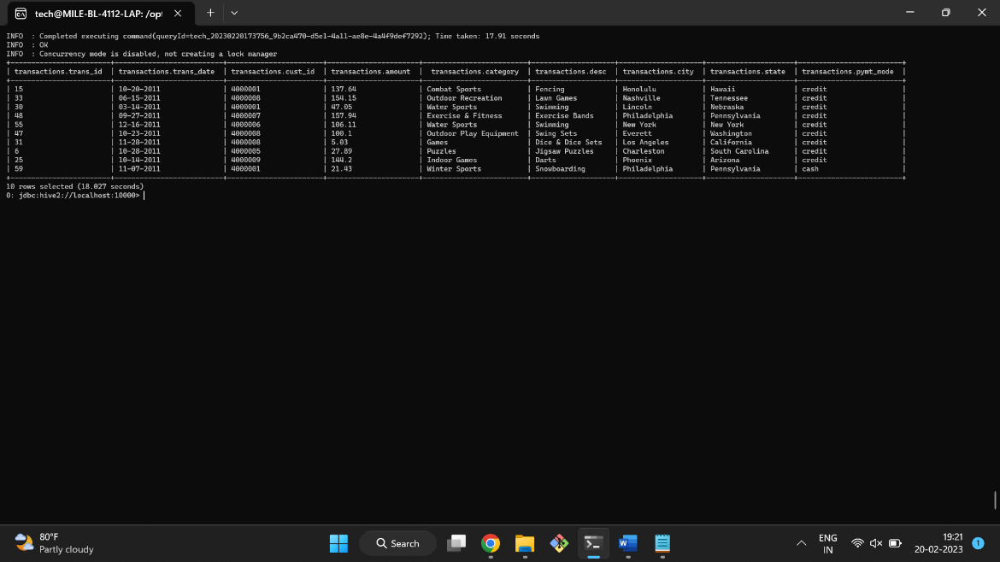 tech@MILE-BL-4112-LAP: /opt
INFO  : Completed executing command(queryId=tech_20230220173756_9b2ca470-d5e1-4a11-ae8e-4a4f9def7292); Time taken: 17.91 seconds
INFO  : OK
INFO  : Concurrency mode is disabled, not creating a lock manager
| transactions.trans_id | transactions.trans_date | transactions.cust_id | transactions.amount | transactions.category | transactions.desc | transactions.city | transactions.state | transactions.pymt_mode |
| 15 | 10-20-2011 | 4000001 | 137.64 | Combat Sports | Fencing | Honolulu | Hawaii | credit |
| 33 | 06-15-2011 | 4000008 | 154.15 | Outdoor Recreation | Lawn Games | Nashville | Tennessee | credit |
| 30 | 03-14-2011 | 4000001 | 47.05 | Water Sports | Swimming | Lincoln | Nebraska | credit |
| 48 | 09-27-2011 | 4000007 | 157.94 | Exercise & Fitness | Exercise Bands | Philadelphia | Pennsylvania | credit |
| 55 | 12-16-2011 | 4000006 | 106.11 | Water Sports | Swimming | New York | New York | credit |
| 47 | 10-23-2011 | 4000008 | 100.1 | Outdoor Play Equipment | Swing Sets | Everett | Washington | credit |
| 31 | 11-28-2011 | 4000008 | 5.03 | Games | Dice & Dice Sets | Los Angeles | California | credit |
| 6 | 10-28-2011 | 4000005 | 27.89 | Puzzles | Jigsaw Puzzles | Charleston | South Carolina | credit |
| 25 | 10-14-2011 | 4000009 | 144.2 | Indoor Games | Darts | Phoenix | Arizona | credit |
| 59 | 11-07-2011 | 4000001 | 21.43 | Winter Sports | Snowboarding | Philadelphia | Pennsylvania | cash |
10 rows selected (18.027 seconds)
0: jdbc:hive2://localhost:10000>
80°F
Partly cloudy
Search
ENG
IN
19:21
20-02-2023
1